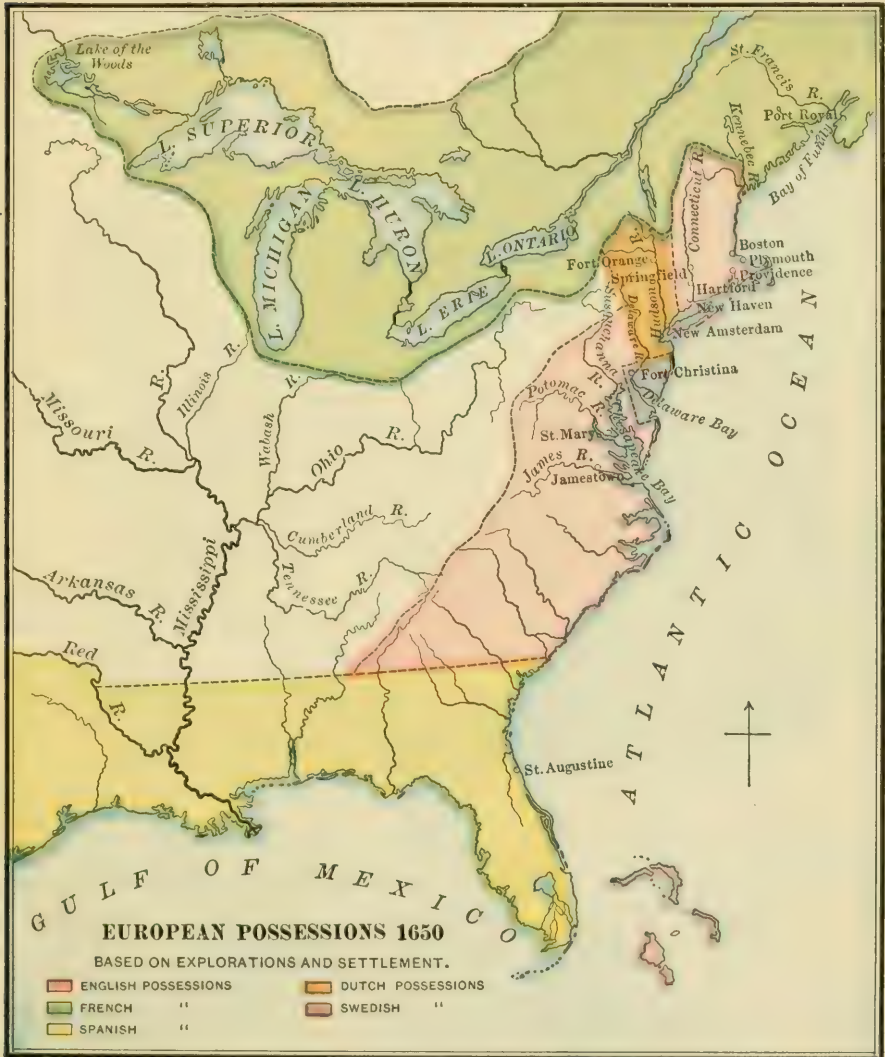 Lake of the
Woods
L. SUPERIOR
L. MICHIGAN
L. HURON
L. ONTARIO
L. ERIE
St. Francis R.
Port Royal
Kennebec R.
Bay of Fundy
Connecticut R.
Boston
Plymouth
Providence
Fort Orange
Springfield
Hartford
New Haven
Hudson R.
New Amsterdam
Susquehanna R.
Delaware R.
Fort Christina
Delaware Bay
Potomac R.
St. Marys
Chesapeake Bay
James R.
Jamestown
Missouri R.
Illinois R.
Wabash R.
Ohio R.
Cumberland R.
Tennessee R.
Mississippi R.
Arkansas R.
Red R.
St. Augustine
ATLANTIC OCEAN
GULF OF MEXICO
EUROPEAN POSSESSIONS 1650
BASED ON EXPLORATIONS AND SETTLEMENT.
ENGLISH POSSESSIONS
FRENCH "
SPANISH "
DUTCH POSSESSIONS
SWEDISH "